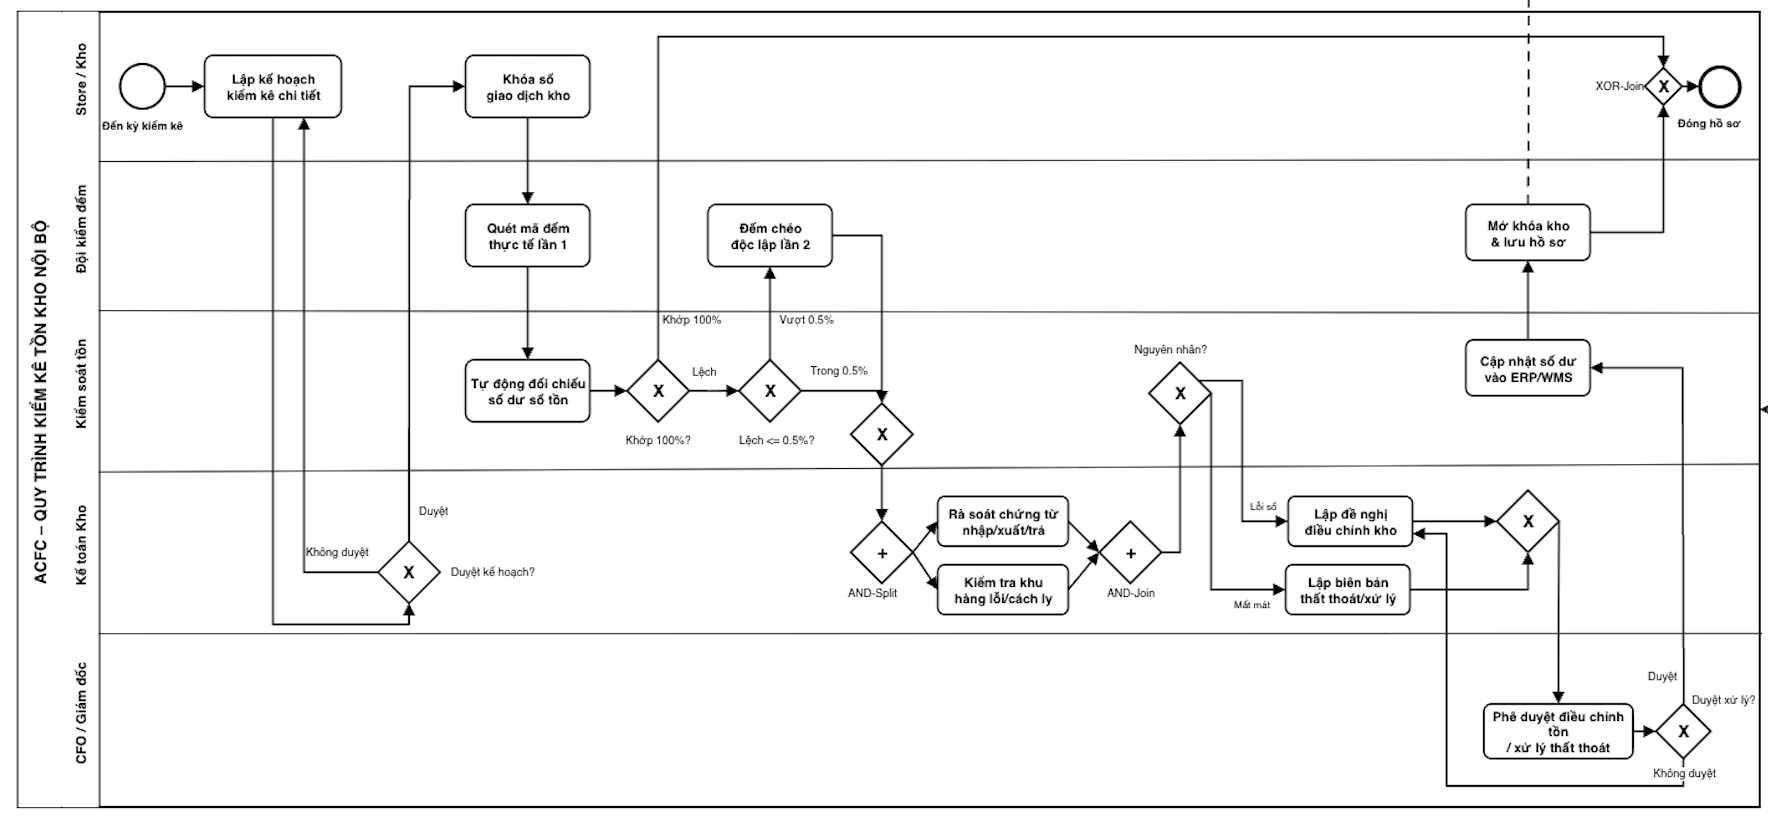 ACFC – QUY TRÌNH KIỂM KÊ TỒN KHO NỘI BỘ
Store / Kho
Đến kỳ kiểm kê
Lập kế hoạch
kiểm kê chi tiết
Khóa sổ
giao dịch kho
XOR-Join
X
Đóng hồ sơ
Đội kiểm đếm
Quét mã đếm
thực tế lần 1
Đếm chéo
độc lập lần 2
Mở khóa kho
& lưu hồ sơ
Kiểm soát tồn
Tự động đối chiếu
số dư sổ tồn
Khớp 100%
X
Khớp 100%?
Lệch
Vượt 0.5%
X
Lệch <= 0.5%?
Trong 0.5%
X
Nguyên nhân?
X
Cập nhật số dư
vào ERP/WMS
Kế toán Kho
Duyệt
Không duyệt
X
Duyệt kế hoạch?
+
AND-Split
Rà soát chứng từ
nhập/xuất/trả
Kiểm tra khu
hàng lỗi/cách ly
+
AND-Join
Lỗi sổ
Lập đề nghị
điều chỉnh kho
Mất mát
Lập biên bản
thất thoát/xử lý
X
CFO / Giám đốc
Phê duyệt điều chỉnh
tồn
/ xử lý thất thoát
Duyệt
Duyệt xử lý?
X
Không duyệt